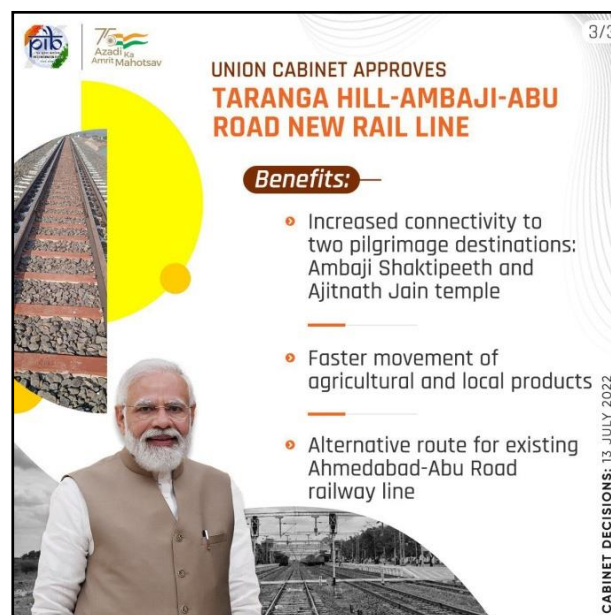 3/3
pib
75
Azadi Ka
Amrit Mahotsav
UNION CABINET APPROVES
TARANGA HILL-AMBAJI-ABU
ROAD NEW RAIL LINE
Benefits:
Increased connectivity to
two pilgrimage destinations:
Ambaji Shaktipeeth and
Ajitnath Jain temple
Faster movement of
agricultural and local products
Alternative route for existing
Ahmedabad-Abu Road
railway line
CABINET DECISIONS: 13 JULY 2022